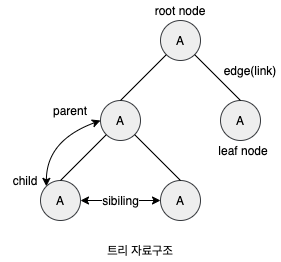 root node
A
edge(link)
parent
A
A
leaf node
child
A
sibiling
A
트리 자료구조